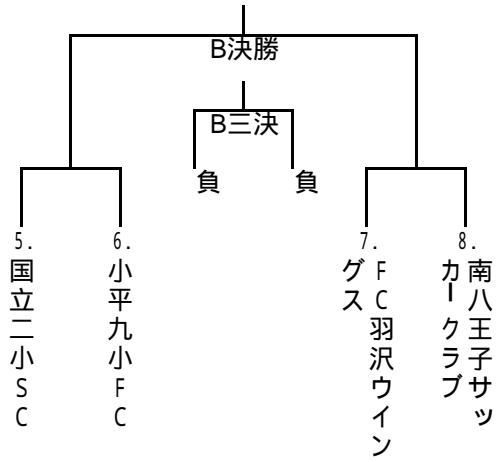 B決勝
B三決
負
負
5.
国立二小SC
6.
小平九小FC
7.
FC羽沢ウイン
グス
8.
南八王子サッ
カークラブ